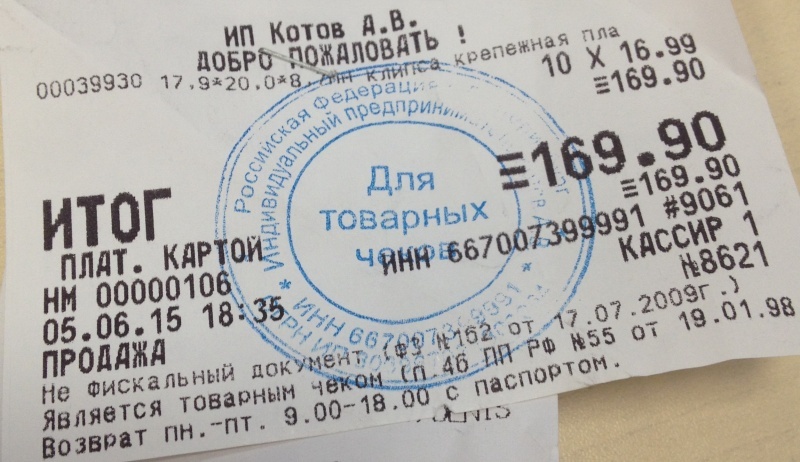 ИП Котов А.В.
ДОБРО ПОЖАЛОВАТЬ !
00039930 17,9*20,0*8, клипса крепежная пла
10 X 16.99
≡169.90
ИТОГ ≡169.90
ПЛАТ. КАРТОЙ ≡169.90
НМ 00000106 ИНН 667007399991 #9061
05.06.15 18:35 КАССИР 1
ПРОДАЖА №8621
Не фискальный документ (ФЗ №162 от 17.07.2009г.)
Является товарным чеком (п.46 ПП РФ №55 от 19.01.98
Возврат пн.-пт. 9.00-18.00 с паспортом.
Российская Федерация
Индивидуальный предприниматель
Для
товарных
чеков
* ИНН 667007399991 *